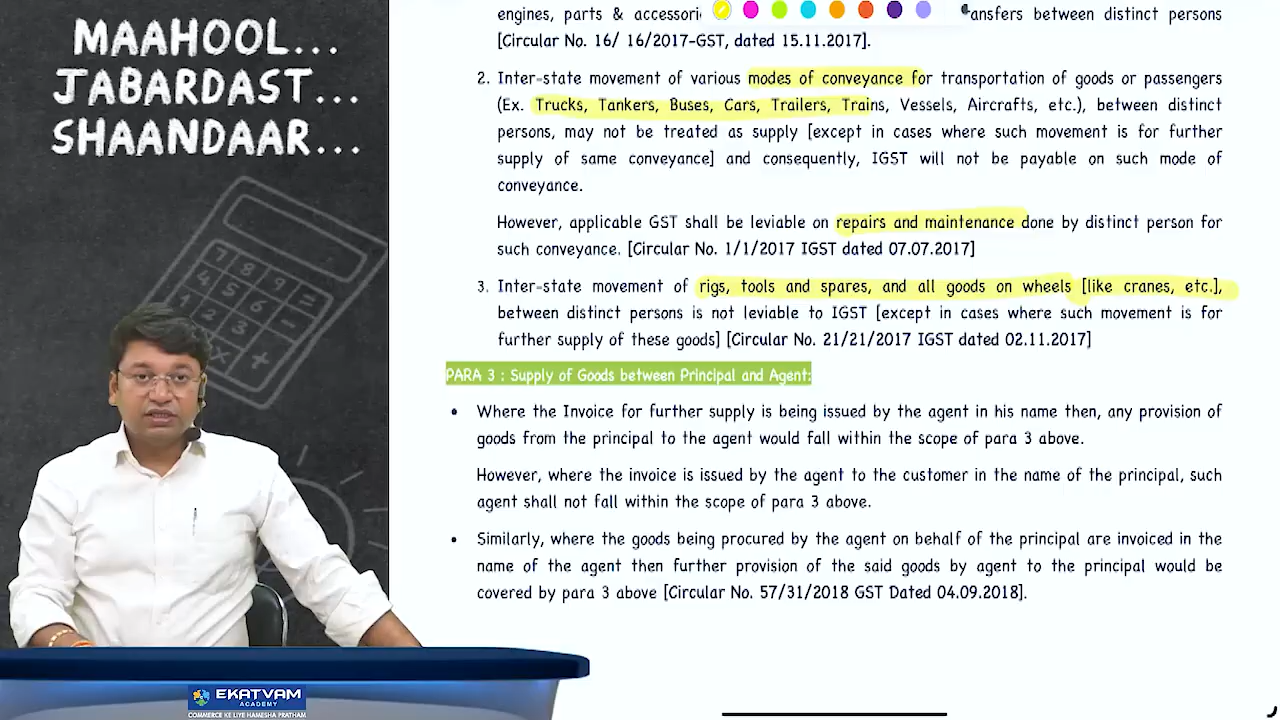 MAAHOOL...
JABARDAST...
SHAANDAAR...
engines, parts & accessori
ansfers between distinct persons
[Circular No. 16/ 16/2017-GST, dated 15.11.2017].
2. Inter-state movement of various modes of conveyance for transportation of goods or passengers
(Ex. Trucks, Tankers, Buses, Cars, Trailers, Trains, Vessels, Aircrafts, etc.), between distinct
persons, may not be treated as supply [except in cases where such movement is for further
supply of same conveyance] and consequently, IGST will not be payable on such mode of
conveyance.
However, applicable GST shall be leviable on repairs and maintenance done by distinct person for
such conveyance. [Circular No. 1/1/2017 IGST dated 07.07.2017]
3. Inter-state movement of rigs, tools and spares, and all goods on wheels [like cranes, etc.],
between distinct persons is not leviable to IGST [except in cases where such movement is for
further supply of these goods] [Circular No. 21/21/2017 IGST dated 02.11.2017]
PARA 3 : Supply of Goods between Principal and Agent:
• Where the Invoice for further supply is being issued by the agent in his name then, any provision of
goods from the principal to the agent would fall within the scope of para 3 above.
However, where the invoice is issued by the agent to the customer in the name of the principal, such
agent shall not fall within the scope of para 3 above.
• Similarly, where the goods being procured by the agent on behalf of the principal are invoiced in the
name of the agent then further provision of the said goods by agent to the principal would be
covered by para 3 above [Circular No. 57/31/2018 GST Dated 04.09.2018].
7 8 9 =
4 5 6 -
1 2 3
× +
EKATVAM
ACADEMY
COMMERCE KE LIYE HAMESHA PRATHAM